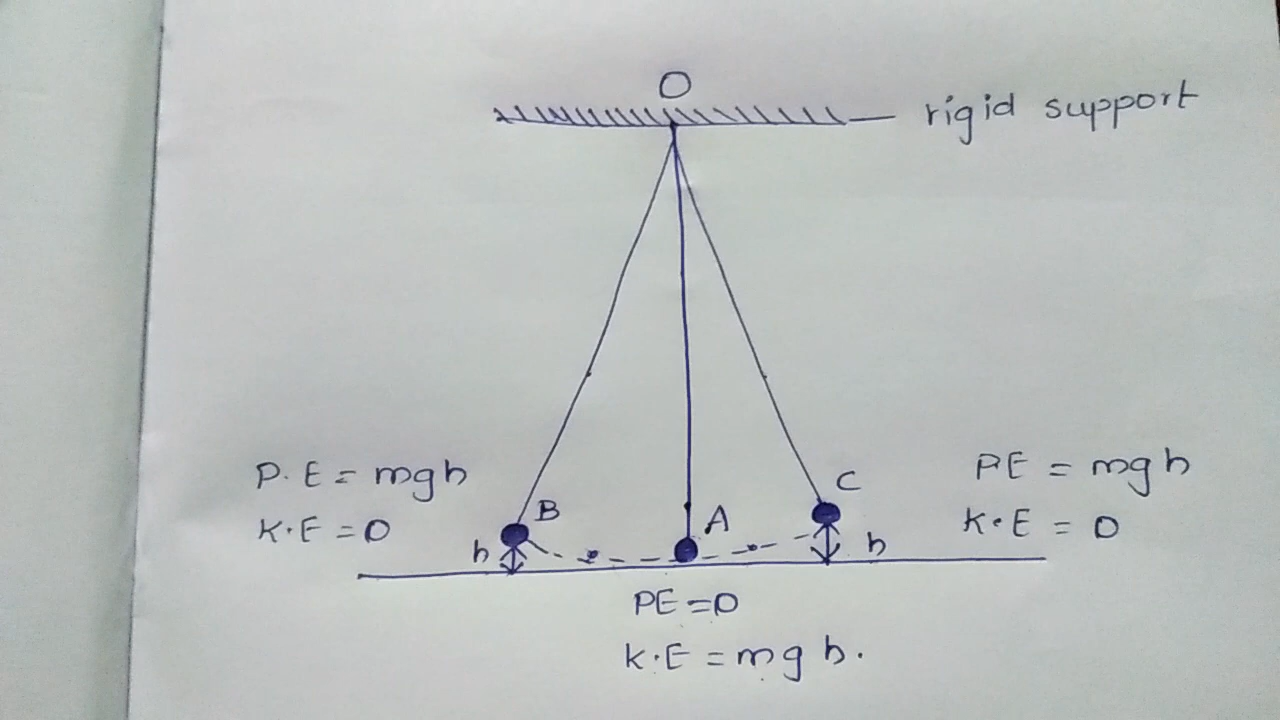 O
rigid support
P.E = mgh
K.E = 0
B
h
A
C
h
PE = mgh
K.E = 0
PE = 0
K.E = mgh.